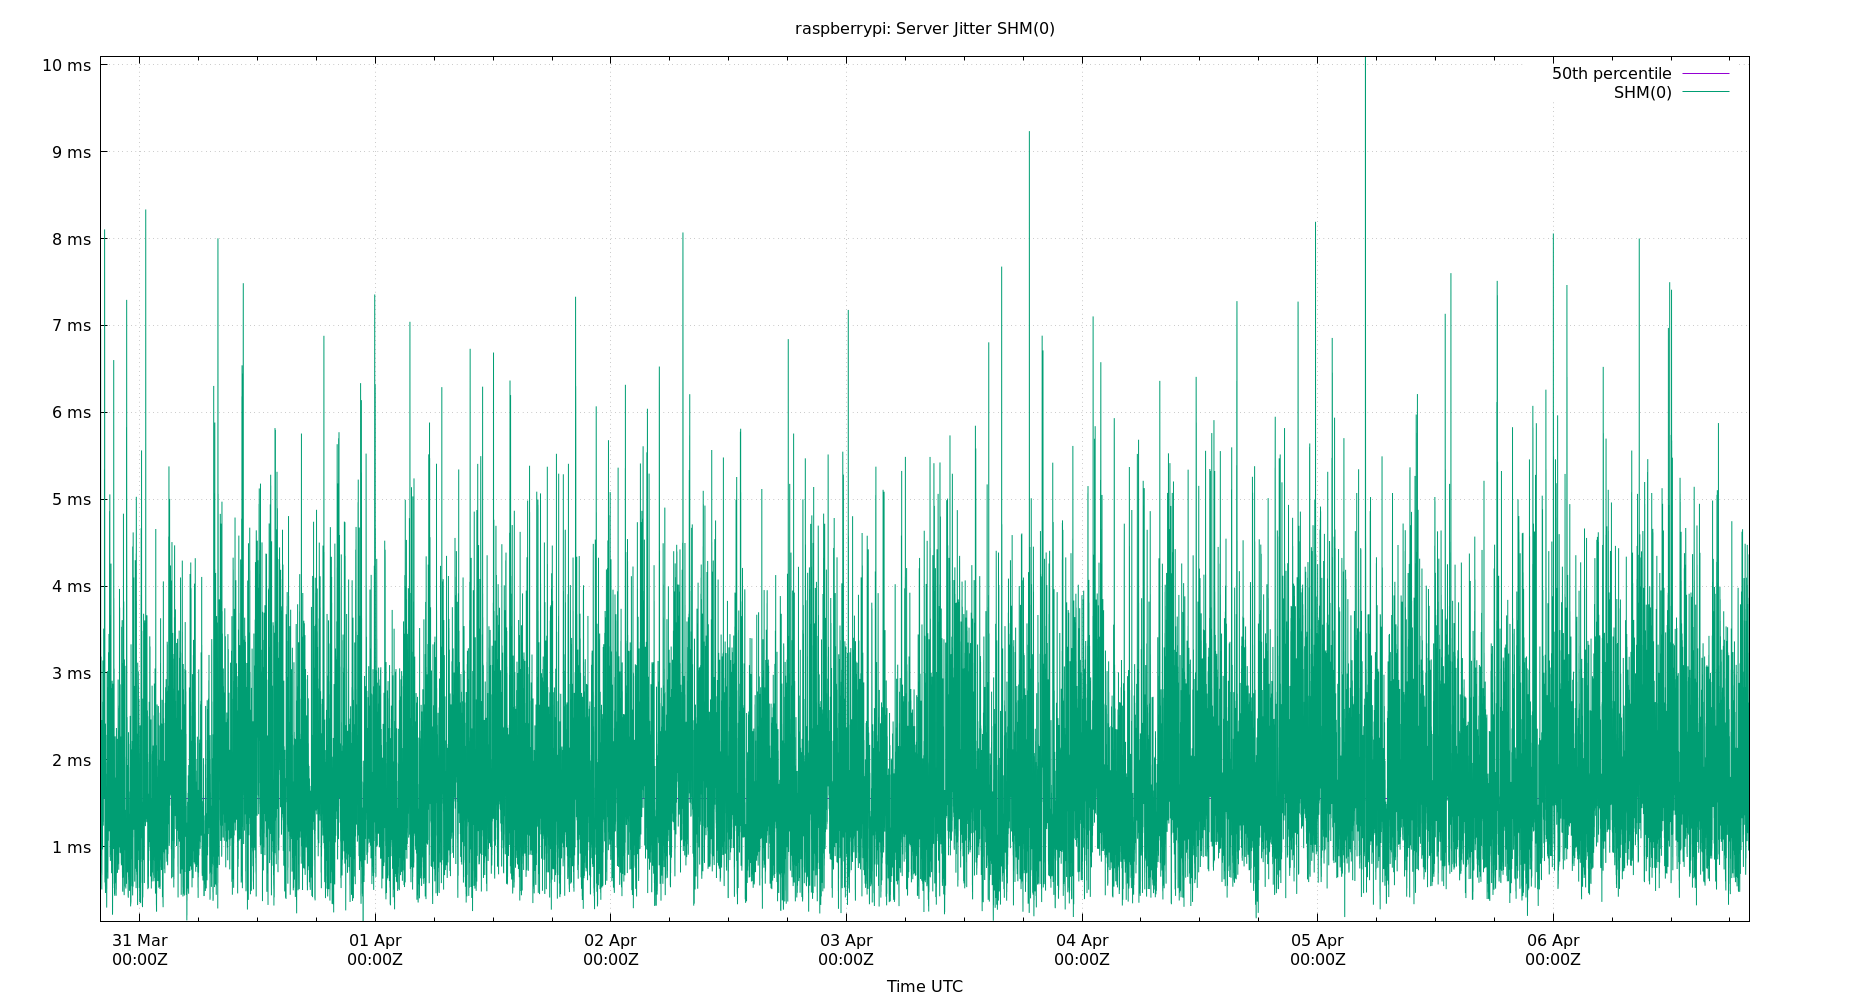 raspberrypi: Server Jitter SHM(0)
10 ms
9 ms
8 ms
7 ms
6 ms
5 ms
4 ms
3 ms
2 ms
1 ms
50th percentile
SHM(0)
31 Mar
00:00Z
01 Apr
00:00Z
02 Apr
00:00Z
03 Apr
00:00Z
04 Apr
00:00Z
05 Apr
00:00Z
06 Apr
00:00Z
Time UTC